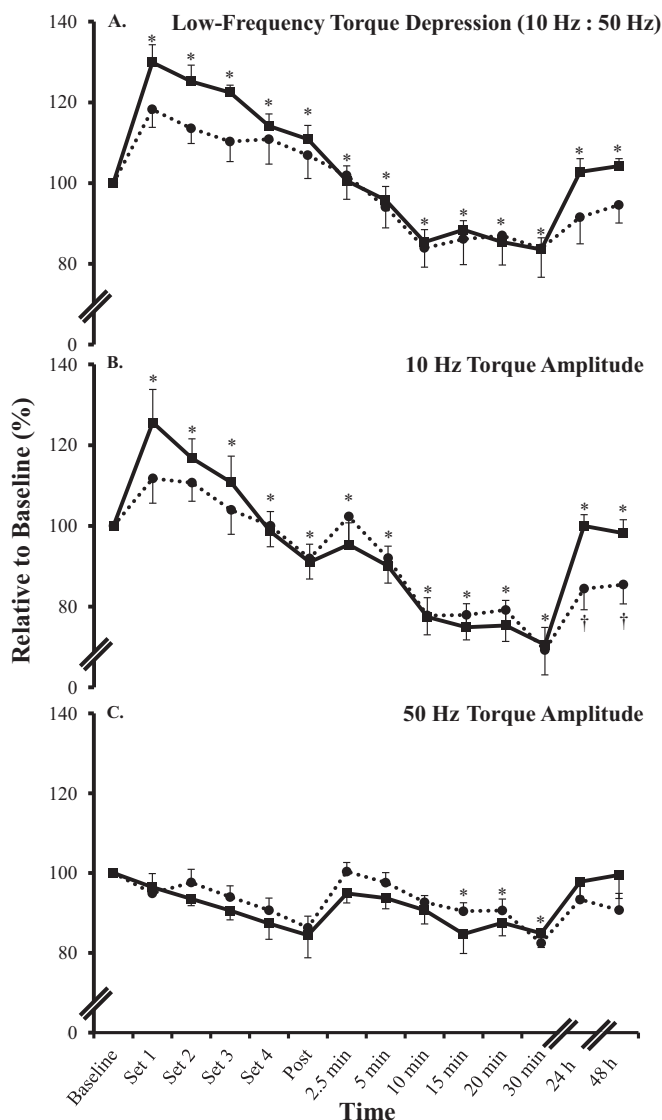 A. Low-Frequency Torque Depression (10 Hz : 50 Hz)
140
* * * * * * * * * * * * *
120
100
80
0
B. 10 Hz Torque Amplitude
140
* * * * * * * * * * * * *
120
100
80
† †
0
C. 50 Hz Torque Amplitude
140
120
100
* * *
80
0
Relative to Baseline (%)
Baseline
Set 1
Set 2
Set 3
Set 4
Post
2.5 min
5 min
10 min
15 min
20 min
30 min
24 h
48 h
Time